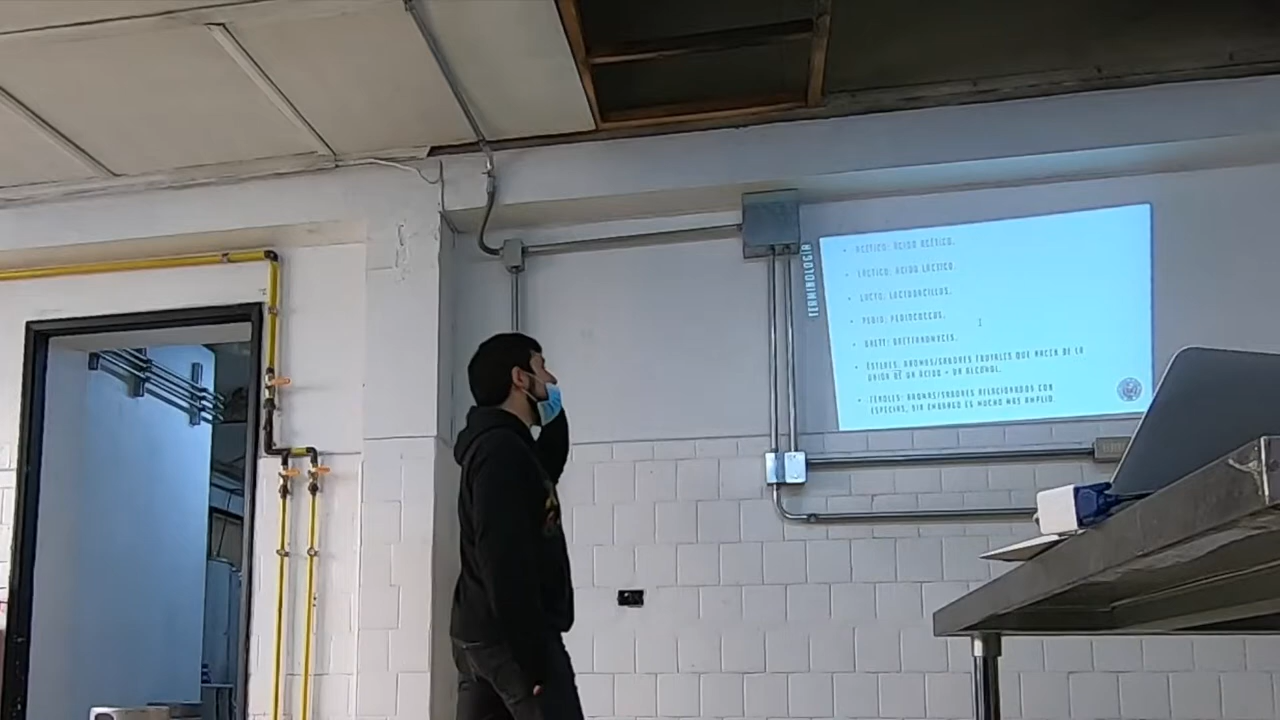 TERMINOLOGÍA
• ACÉTICO: ÁCIDO ACÉTICO.
• LÁCTICO: ÁCIDO LÁCTICO.
• LACTO: LACTOBACILLUS.
• PEDIO: PEDIOCOCCUS.
• BRETT: BRETTANOMYCES.
• ÉSTERES: AROMAS/SABORES FRUTALES QUE NACEN DE LA
UNIÓN DE UN ÁCIDO + UN ALCOHOL.
• FENOLES: AROMAS/SABORES RELACIONADOS CON
ESPECIAS, SIN EMBARGO ES MUCHO MÁS AMPLIO.